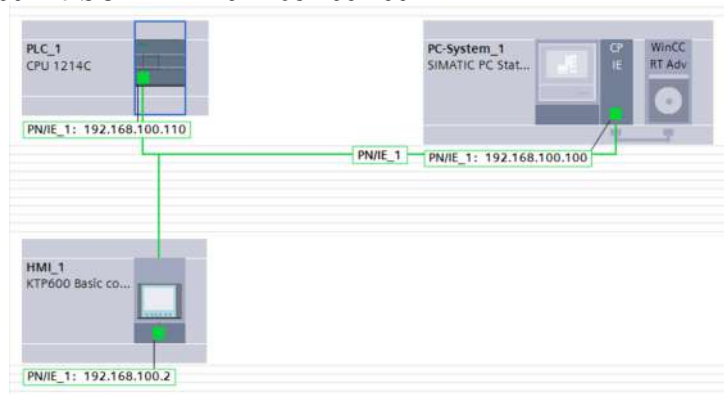 PLC_1
CPU 1214C
PN/IE_1: 192.168.100.110
PC-System_1
SIMATIC PC Stat...
CP
IE
WinCC
RT Adv
PN/IE_1
PN/IE_1: 192.168.100.100
HMI_1
KTP600 Basic co...
PN/IE_1: 192.168.100.2